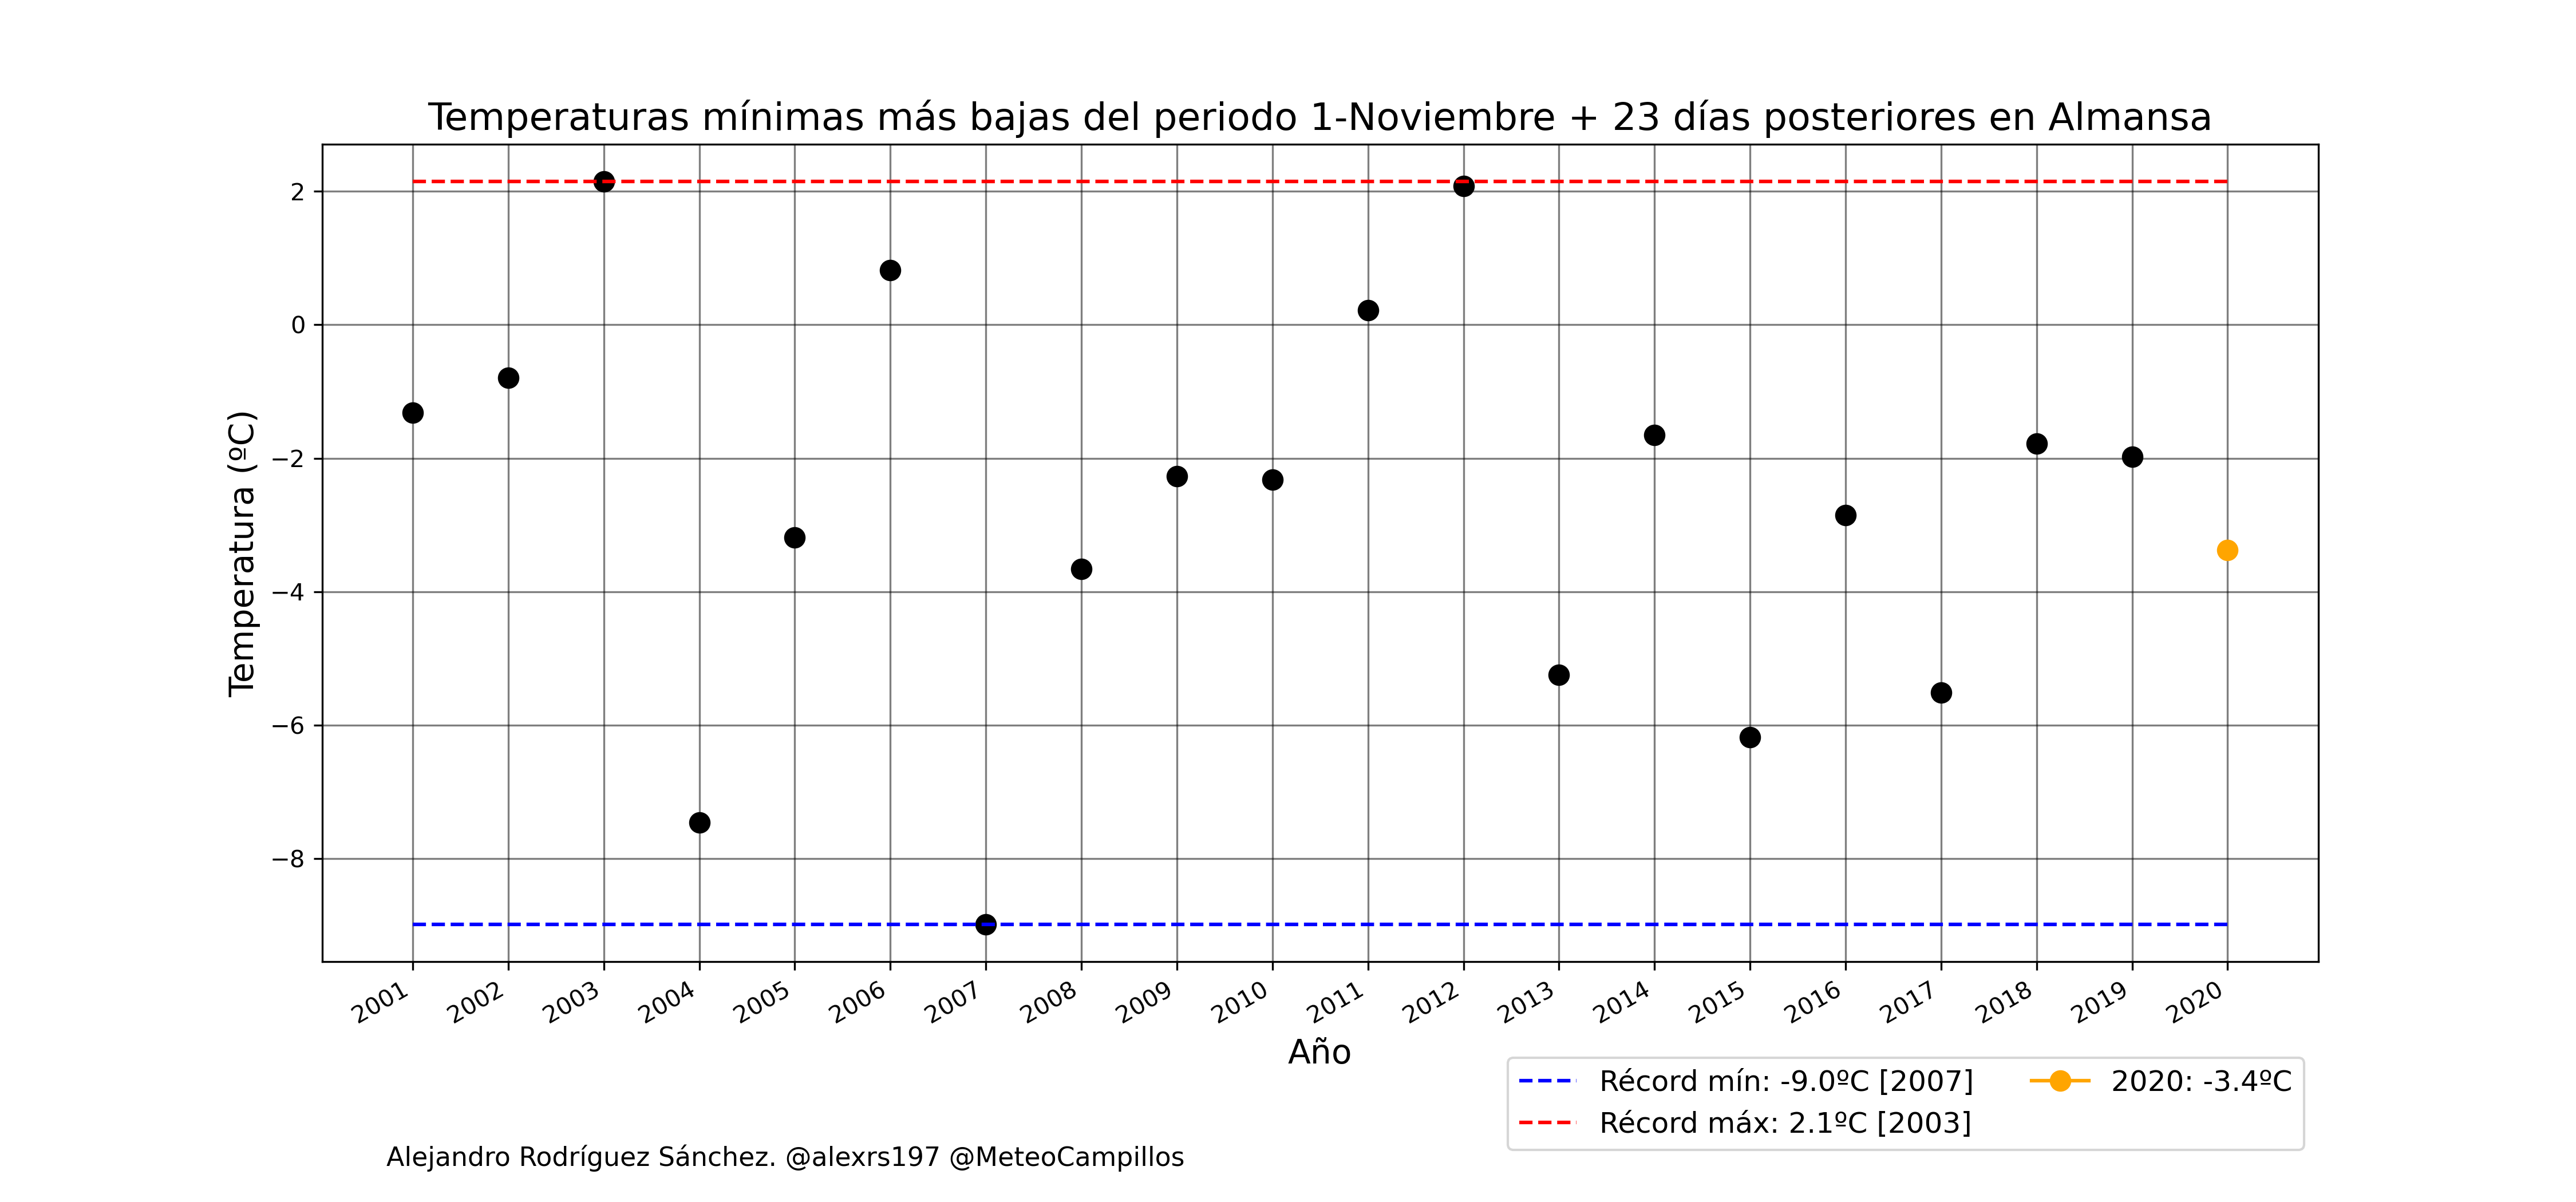 Temperaturas mínimas más bajas del periodo 1-Noviembre + 23 días posteriores en Almansa
Temperatura (ºC)
2
0
−2
−4
−6
−8
2001 2002 2003 2004 2005 2006 2007 2008 2009 2010 2011 2012 2013 2014 2015 2016 2017 2018 2019 2020
Año
Récord mín: -9.0ºC [2007]
Récord máx: 2.1ºC [2003]
2020: -3.4ºC
Alejandro Rodríguez Sánchez. @alexrs197 @MeteoCampillos